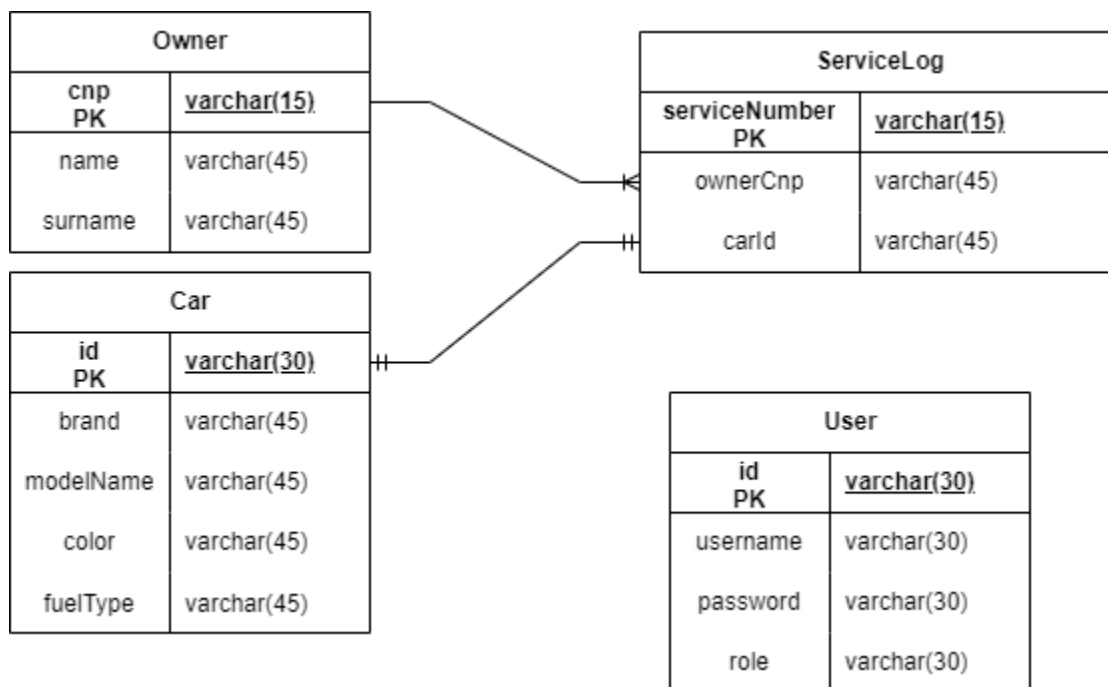 Owner
cnp
PK
varchar(15)
name
varchar(45)
surname
varchar(45)
Car
id
PK
varchar(30)
brand
varchar(45)
modelName
varchar(45)
color
varchar(45)
fuelType
varchar(45)
ServiceLog
serviceNumber
PK
varchar(15)
ownerCnp
varchar(45)
carId
varchar(45)
User
id
PK
varchar(30)
username
varchar(30)
password
varchar(30)
role
varchar(30)